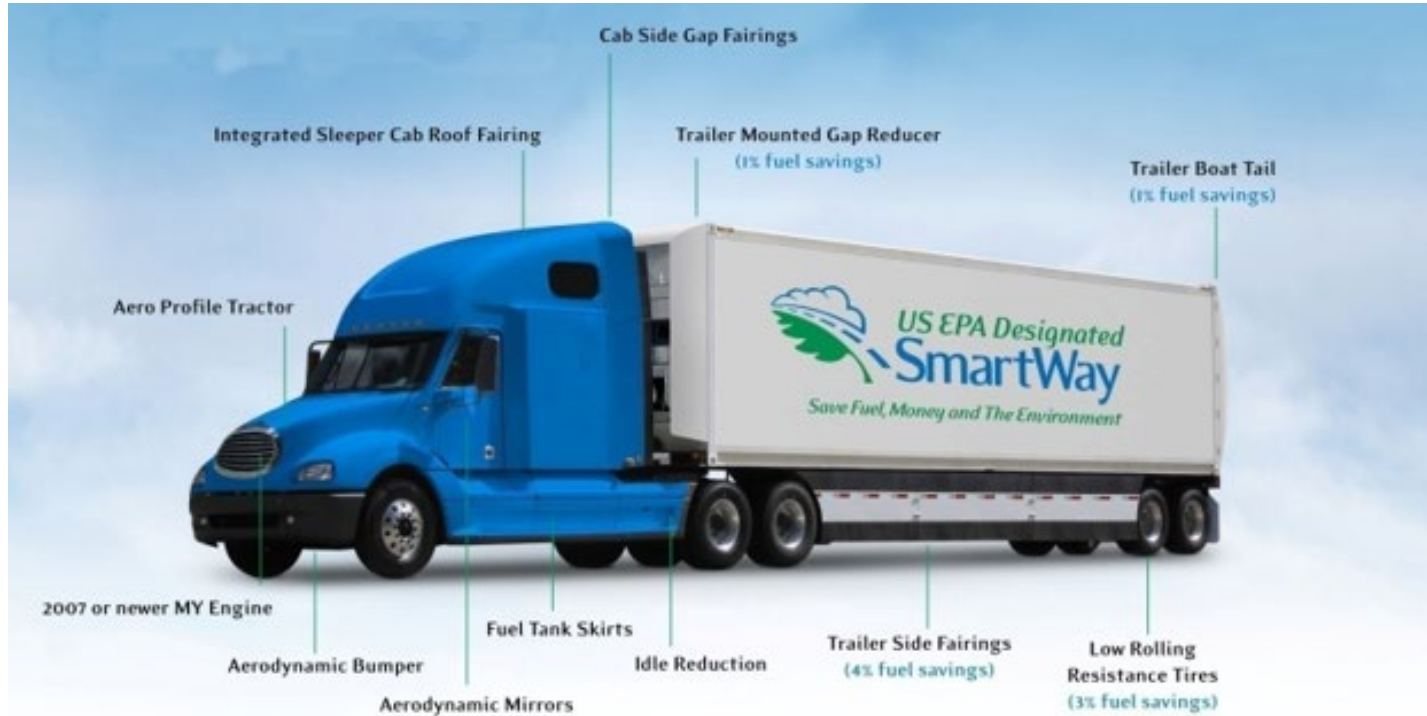 Cab Side Gap Fairings
Integrated Sleeper Cab Roof Fairing
Trailer Mounted Gap Reducer
(1% fuel savings)
Trailer Boat Tail
(1% fuel savings)
Aero Profile Tractor
US EPA Designated
SmartWay
Save Fuel, Money and The Environment
2007 or newer MY Engine
Fuel Tank Skirts
Trailer Side Fairings
(4% fuel savings)
Low Rolling
Resistance Tires
(3% fuel savings)
Aerodynamic Bumper
Idle Reduction
Aerodynamic Mirrors